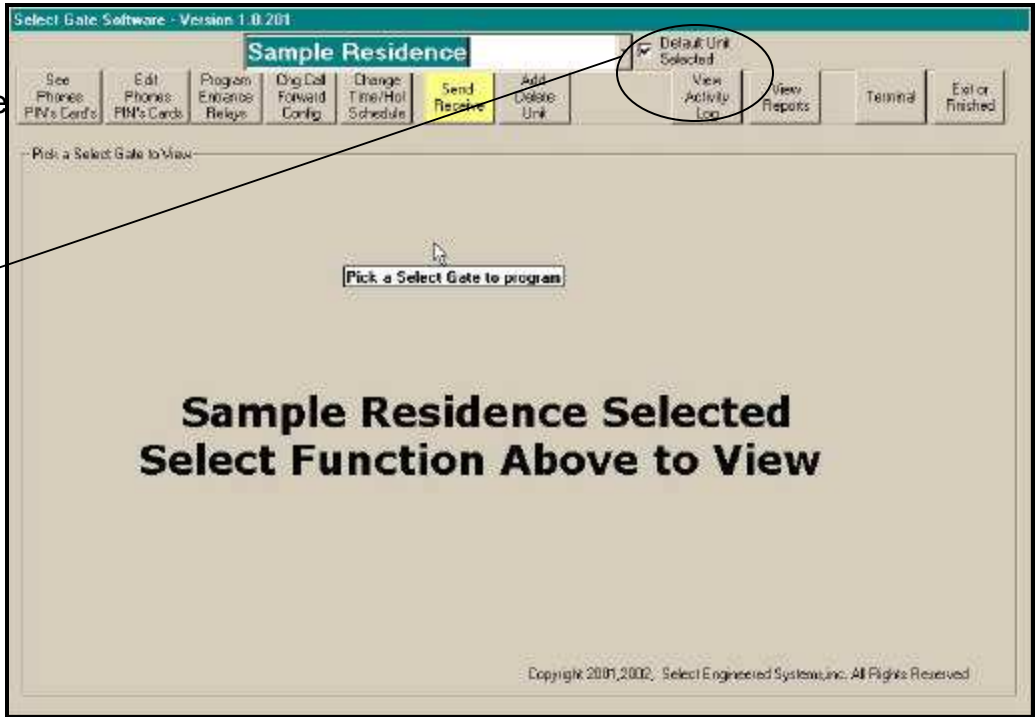 Select Gate Software - Version 1.0.201
Sample Residence
Default Unit
Selected
See
Phones
PIN's Card's
Edit
Phones
PIN's Cards
Program
Entrance
Relays
Chg Call
Forward
Config
Change
Time/Hol
Schedule
Send
Receive
Add
Delete
Unit
View
Activity
Log
View
Reports
Terminal
Exit or
Finished
e
Pick a Select Gate to View
Pick a Select Gate to program
Sample Residence Selected
Select Function Above to View
Copyright 2001,2002, Select Engineered Systems,inc. All Rights Reserved